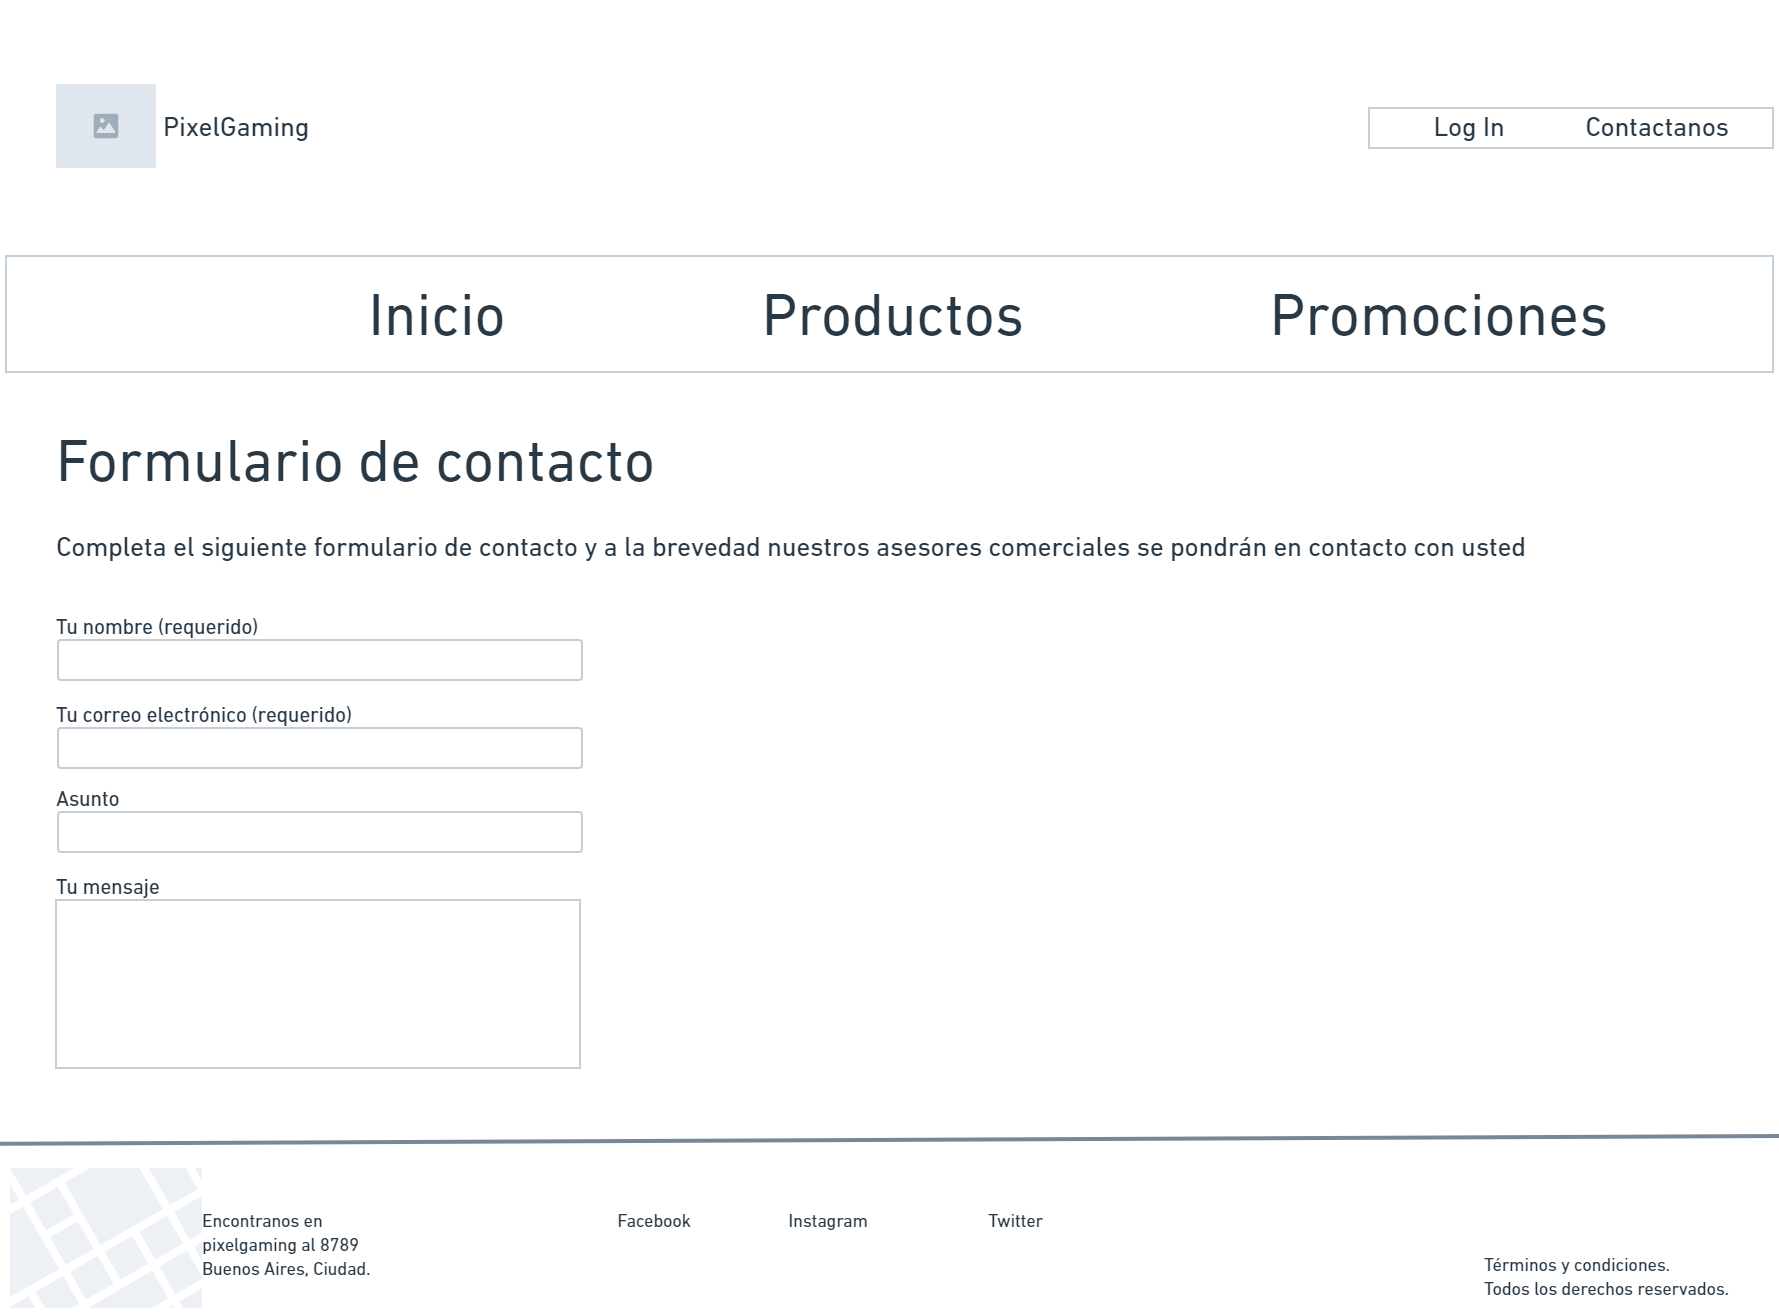 PixelGaming
Log In
Contactanos
Inicio
Productos
Promociones
Formulario de contacto
Completa el siguiente formulario de contacto y a la brevedad nuestros asesores comerciales se pondrán en contacto con usted
Tu nombre (requerido)
Tu correo electrónico (requerido)
Asunto
Tu mensaje
Encontranos en
pixelgaming al 8789
Buenos Aires, Ciudad.
Facebook
Instagram
Twitter
Términos y condiciones.
Todos los derechos reservados.